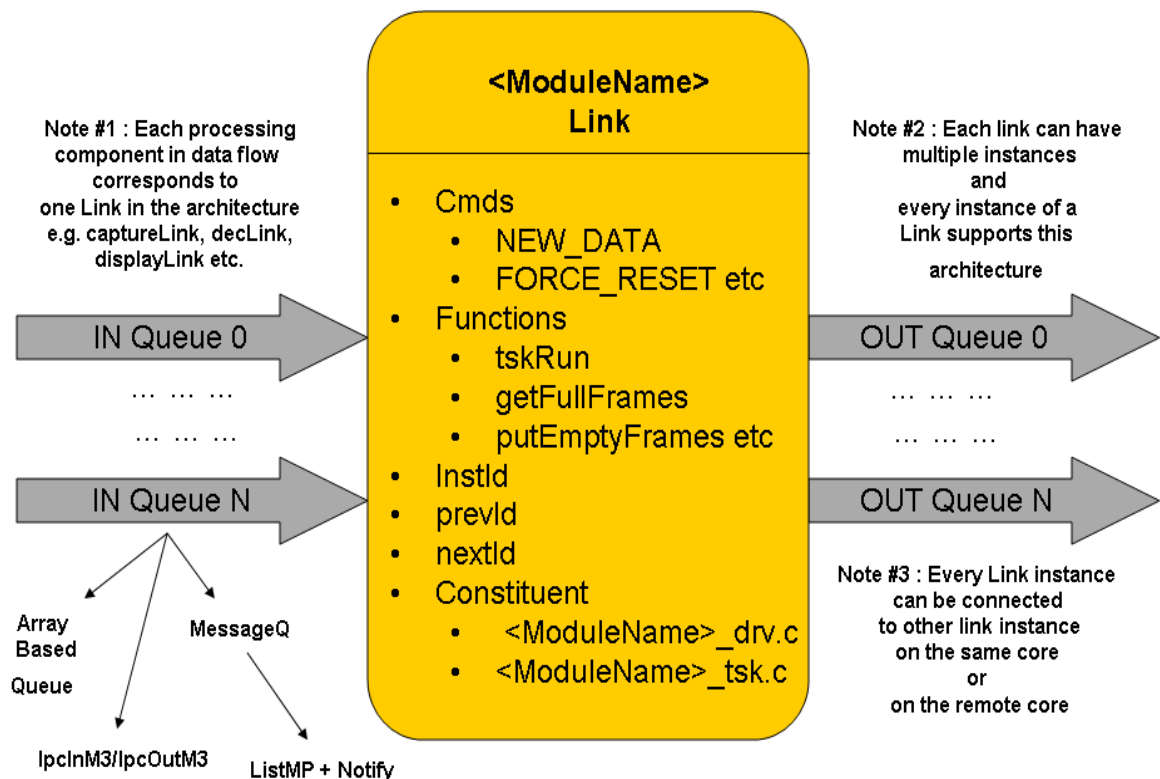 <ModuleName>
Link
Note #1 : Each processing
component in data flow
corresponds to
one Link in the architecture
e.g. captureLink, decLink,
displayLink etc.
IN Queue 0
... ... ...
... ... ...
IN Queue N
Array
Based
Queue
MessageQ
IpcInM3/IpcOutM3
ListMP + Notify
• Cmds
• NEW_DATA
• FORCE_RESET etc
• Functions
• tskRun
• getFullFrames
• putEmptyFrames etc
• InstId
• prevId
• nextId
• Constituent
• <ModuleName>_drv.c
• <ModuleName>_tsk.c
Note #2 : Each link can have
multiple instances
and
every instance of a
Link supports this
architecture
OUT Queue 0
... ... ...
... ... ...
OUT Queue N
Note #3 : Every Link instance
can be connected
to other link instance
on the same core
or
on the remote core